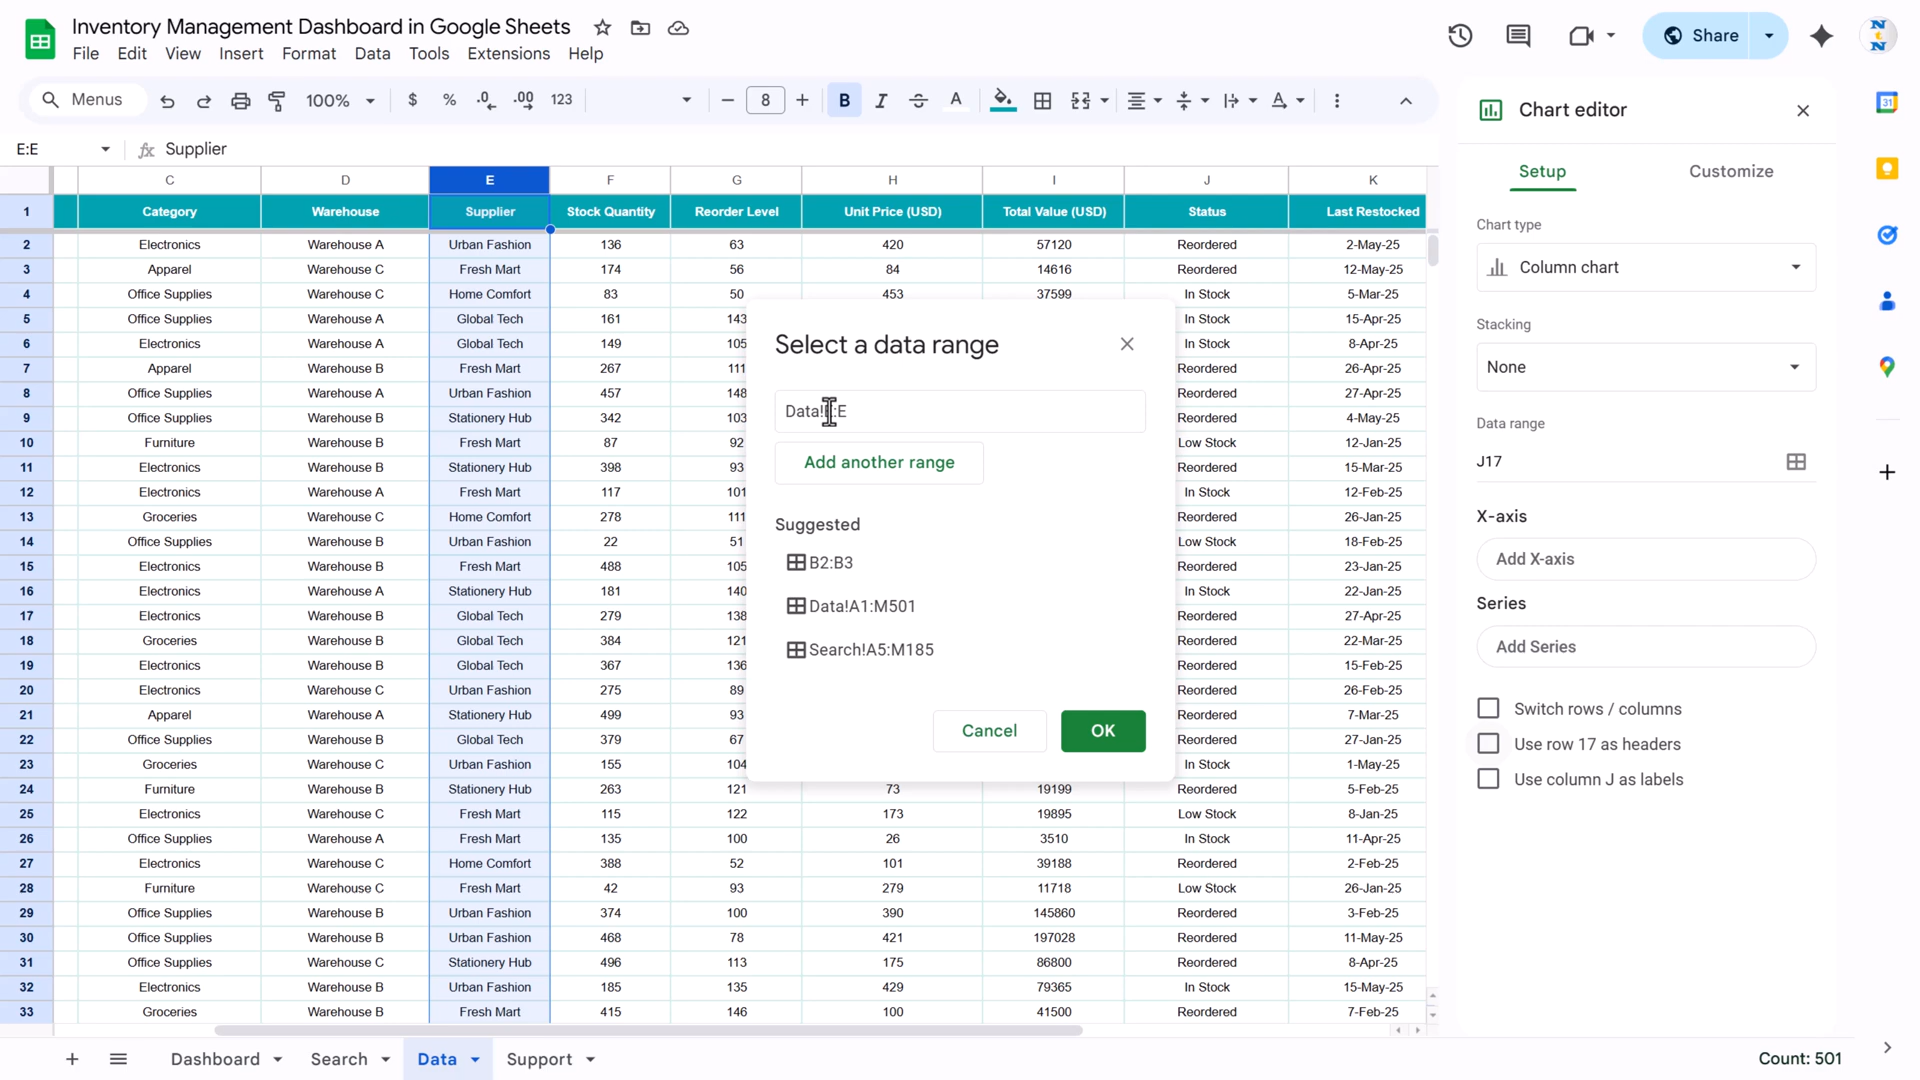 Inventory Management Dashboard in Google Sheets
File Edit View Insert Format Data Tools Extensions Help
Share
Menus 100% $ % .0 .00 123 8 B I A
E:E fx Supplier
C D E F G H I J K
1 Category Warehouse Supplier Stock Quantity Reorder Level Unit Price (USD) Total Value (USD) Status Last Restocked
2 Electronics Warehouse A Urban Fashion 136 63 420 57120 Reordered 2-May-25
3 Apparel Warehouse C Fresh Mart 174 56 84 14616 Reordered 12-May-25
4 Office Supplies Warehouse C Home Comfort 83 50 453 37599 In Stock 5-Mar-25
5 Office Supplies Warehouse A Global Tech 161 143 In Stock 15-Apr-25
6 Electronics Warehouse A Global Tech 149 105 In Stock 8-Apr-25
7 Apparel Warehouse B Fresh Mart 267 111 Reordered 26-Apr-25
8 Office Supplies Warehouse A Urban Fashion 457 148 Reordered 27-Apr-25
9 Office Supplies Warehouse B Stationery Hub 342 103 Reordered 4-May-25
10 Furniture Warehouse B Fresh Mart 87 92 Low Stock 12-Jan-25
11 Electronics Warehouse B Stationery Hub 398 93 Reordered 15-Mar-25
12 Electronics Warehouse A Fresh Mart 117 101 In Stock 12-Feb-25
13 Groceries Warehouse C Home Comfort 278 111 Reordered 26-Jan-25
14 Office Supplies Warehouse B Urban Fashion 22 51 Low Stock 18-Feb-25
15 Electronics Warehouse B Fresh Mart 488 105 Reordered 23-Jan-25
16 Electronics Warehouse A Stationery Hub 181 140 In Stock 22-Jan-25
17 Electronics Warehouse B Global Tech 279 138 Reordered 27-Apr-25
18 Groceries Warehouse B Global Tech 384 121 Reordered 22-Mar-25
19 Electronics Warehouse B Global Tech 367 136 Reordered 15-Feb-25
20 Electronics Warehouse C Urban Fashion 275 89 Reordered 26-Feb-25
21 Apparel Warehouse C Stationery Hub 499 93 Reordered 7-Mar-25
22 Office Supplies Warehouse B Global Tech 379 67 Reordered 27-Jan-25
23 Groceries Warehouse C Urban Fashion 155 104 In Stock 1-May-25
24 Furniture Warehouse B Stationery Hub 263 121 73 19199 Reordered 5-Feb-25
25 Electronics Warehouse C Fresh Mart 115 122 173 19895 Low Stock 8-Jan-25
26 Office Supplies Warehouse A Fresh Mart 135 100 26 3510 In Stock 11-Apr-25
27 Electronics Warehouse C Home Comfort 388 52 101 39188 Reordered 2-Feb-25
28 Furniture Warehouse C Fresh Mart 42 93 279 11718 Low Stock 26-Jan-25
29 Office Supplies Warehouse B Urban Fashion 374 100 390 145860 Reordered 3-Feb-25
30 Office Supplies Warehouse B Urban Fashion 468 78 421 197028 Reordered 11-May-25
31 Office Supplies Warehouse C Stationery Hub 496 113 175 86800 Reordered 8-Apr-25
32 Electronics Warehouse B Urban Fashion 185 135 429 79365 In Stock 15-May-25
33 Groceries Warehouse B Fresh Mart 415 146 100 41500 Reordered 7-Feb-25
Select a data range
Data!E:E
Add another range
Suggested
B2:B3
Data!A1:M501
Search!A5:M185
Cancel OK
Chart editor
Setup Customize
Chart type
Column chart
Stacking
None
Data range
J17
X-axis
Add X-axis
Series
Add Series
Switch rows / columns
Use row 17 as headers
Use column J as labels
31
N t N
Dashboard Search Data Support
Count: 501